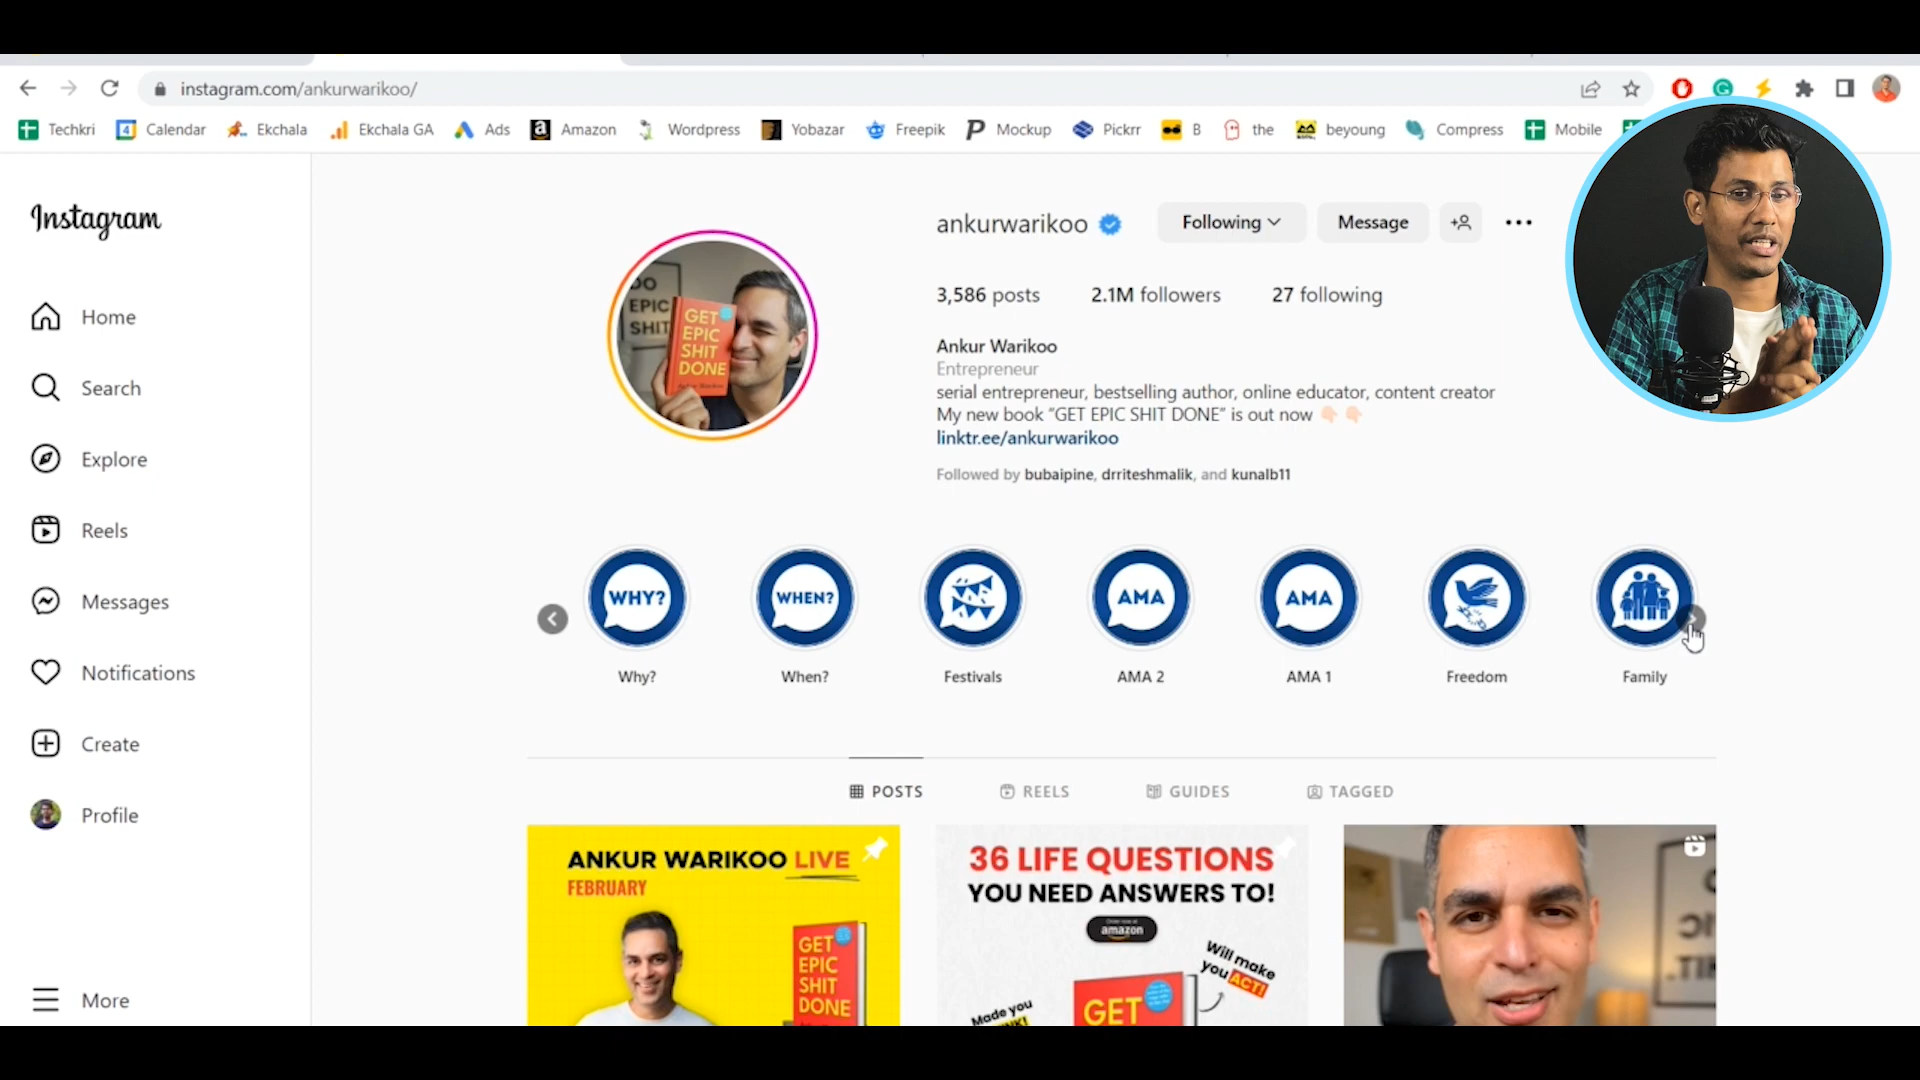 instagram.com/ankurwarikoo/
Techkri Calendar Ekchala Ekchala GA Ads Amazon Wordpress Yobazar Freepik Mockup Pickrr B the beyoung Compress Mobile
Instagram
Home
Search
Explore
Reels
Messages
Notifications
Create
Profile
More
ankurwarikoo Following Message
3,586 posts 2.1M followers 27 following
Ankur Warikoo
Entrepreneur
serial entrepreneur, bestselling author, online educator, content creator
My new book “GET EPIC SHIT DONE” is out now 👇🏻👇🏻
linktr.ee/ankurwarikoo
Followed by bubaipine, drriteshmalik, and kunalb11
EPIC
SHIT
GET
EPIC
SHIT
DONE
WHY? WHEN? AMA AMA
Why? When? Festivals AMA 2 AMA 1 Freedom Family
POSTS REELS GUIDES TAGGED
ANKUR WARIKOO LIVE
FEBRUARY
GET
EPIC
SHIT
DONE
36 LIFE QUESTIONS
YOU NEED ANSWERS TO!
amazon
Will make
you ACT!
Made you
GET